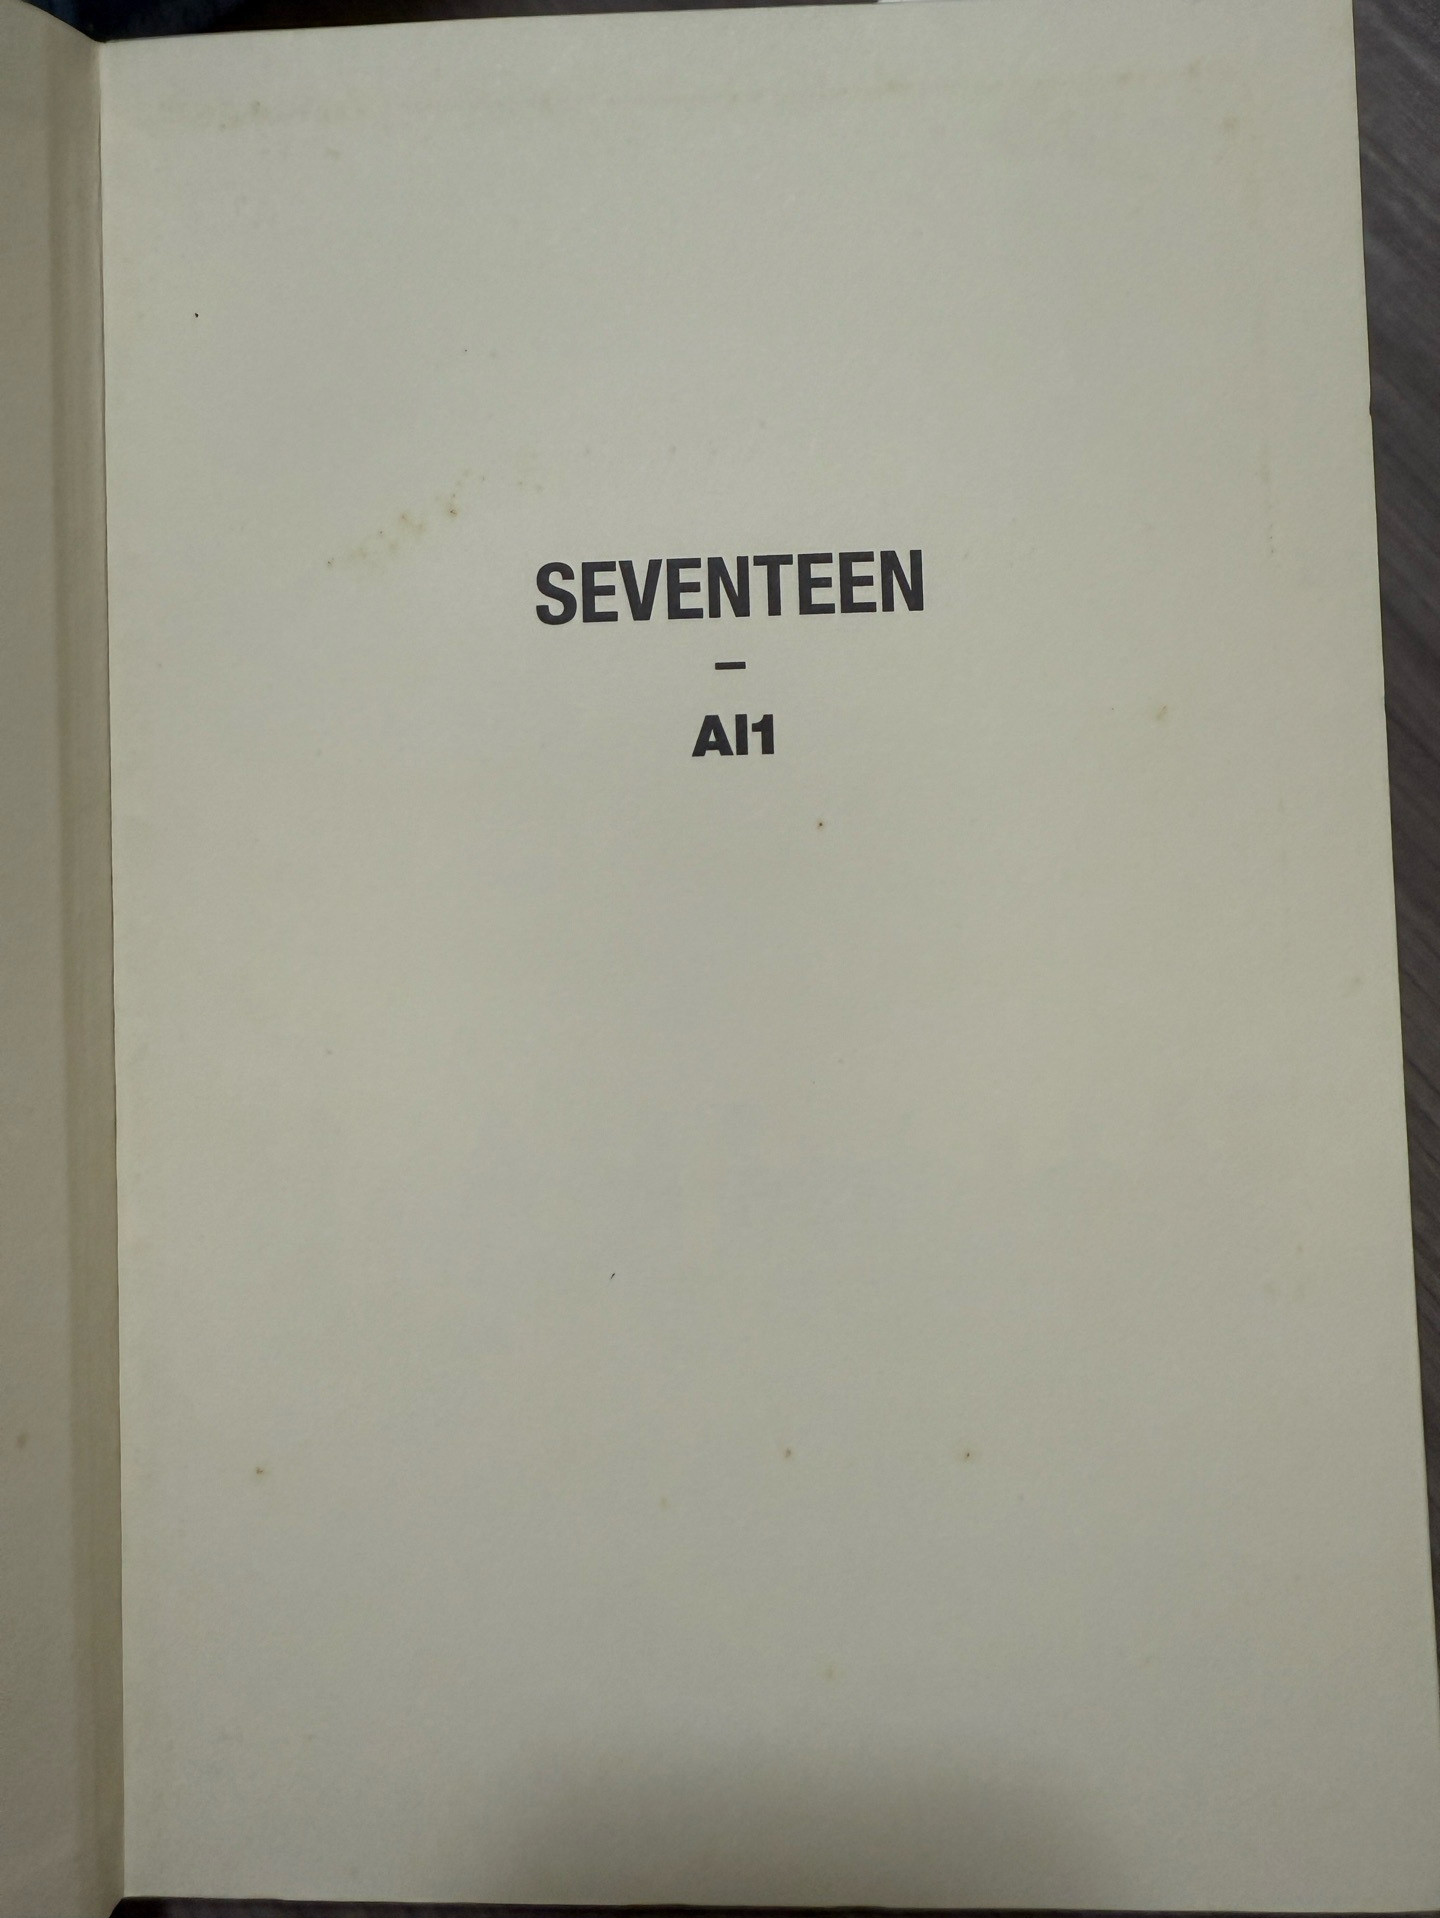 SEVENTEEN
–
Al1